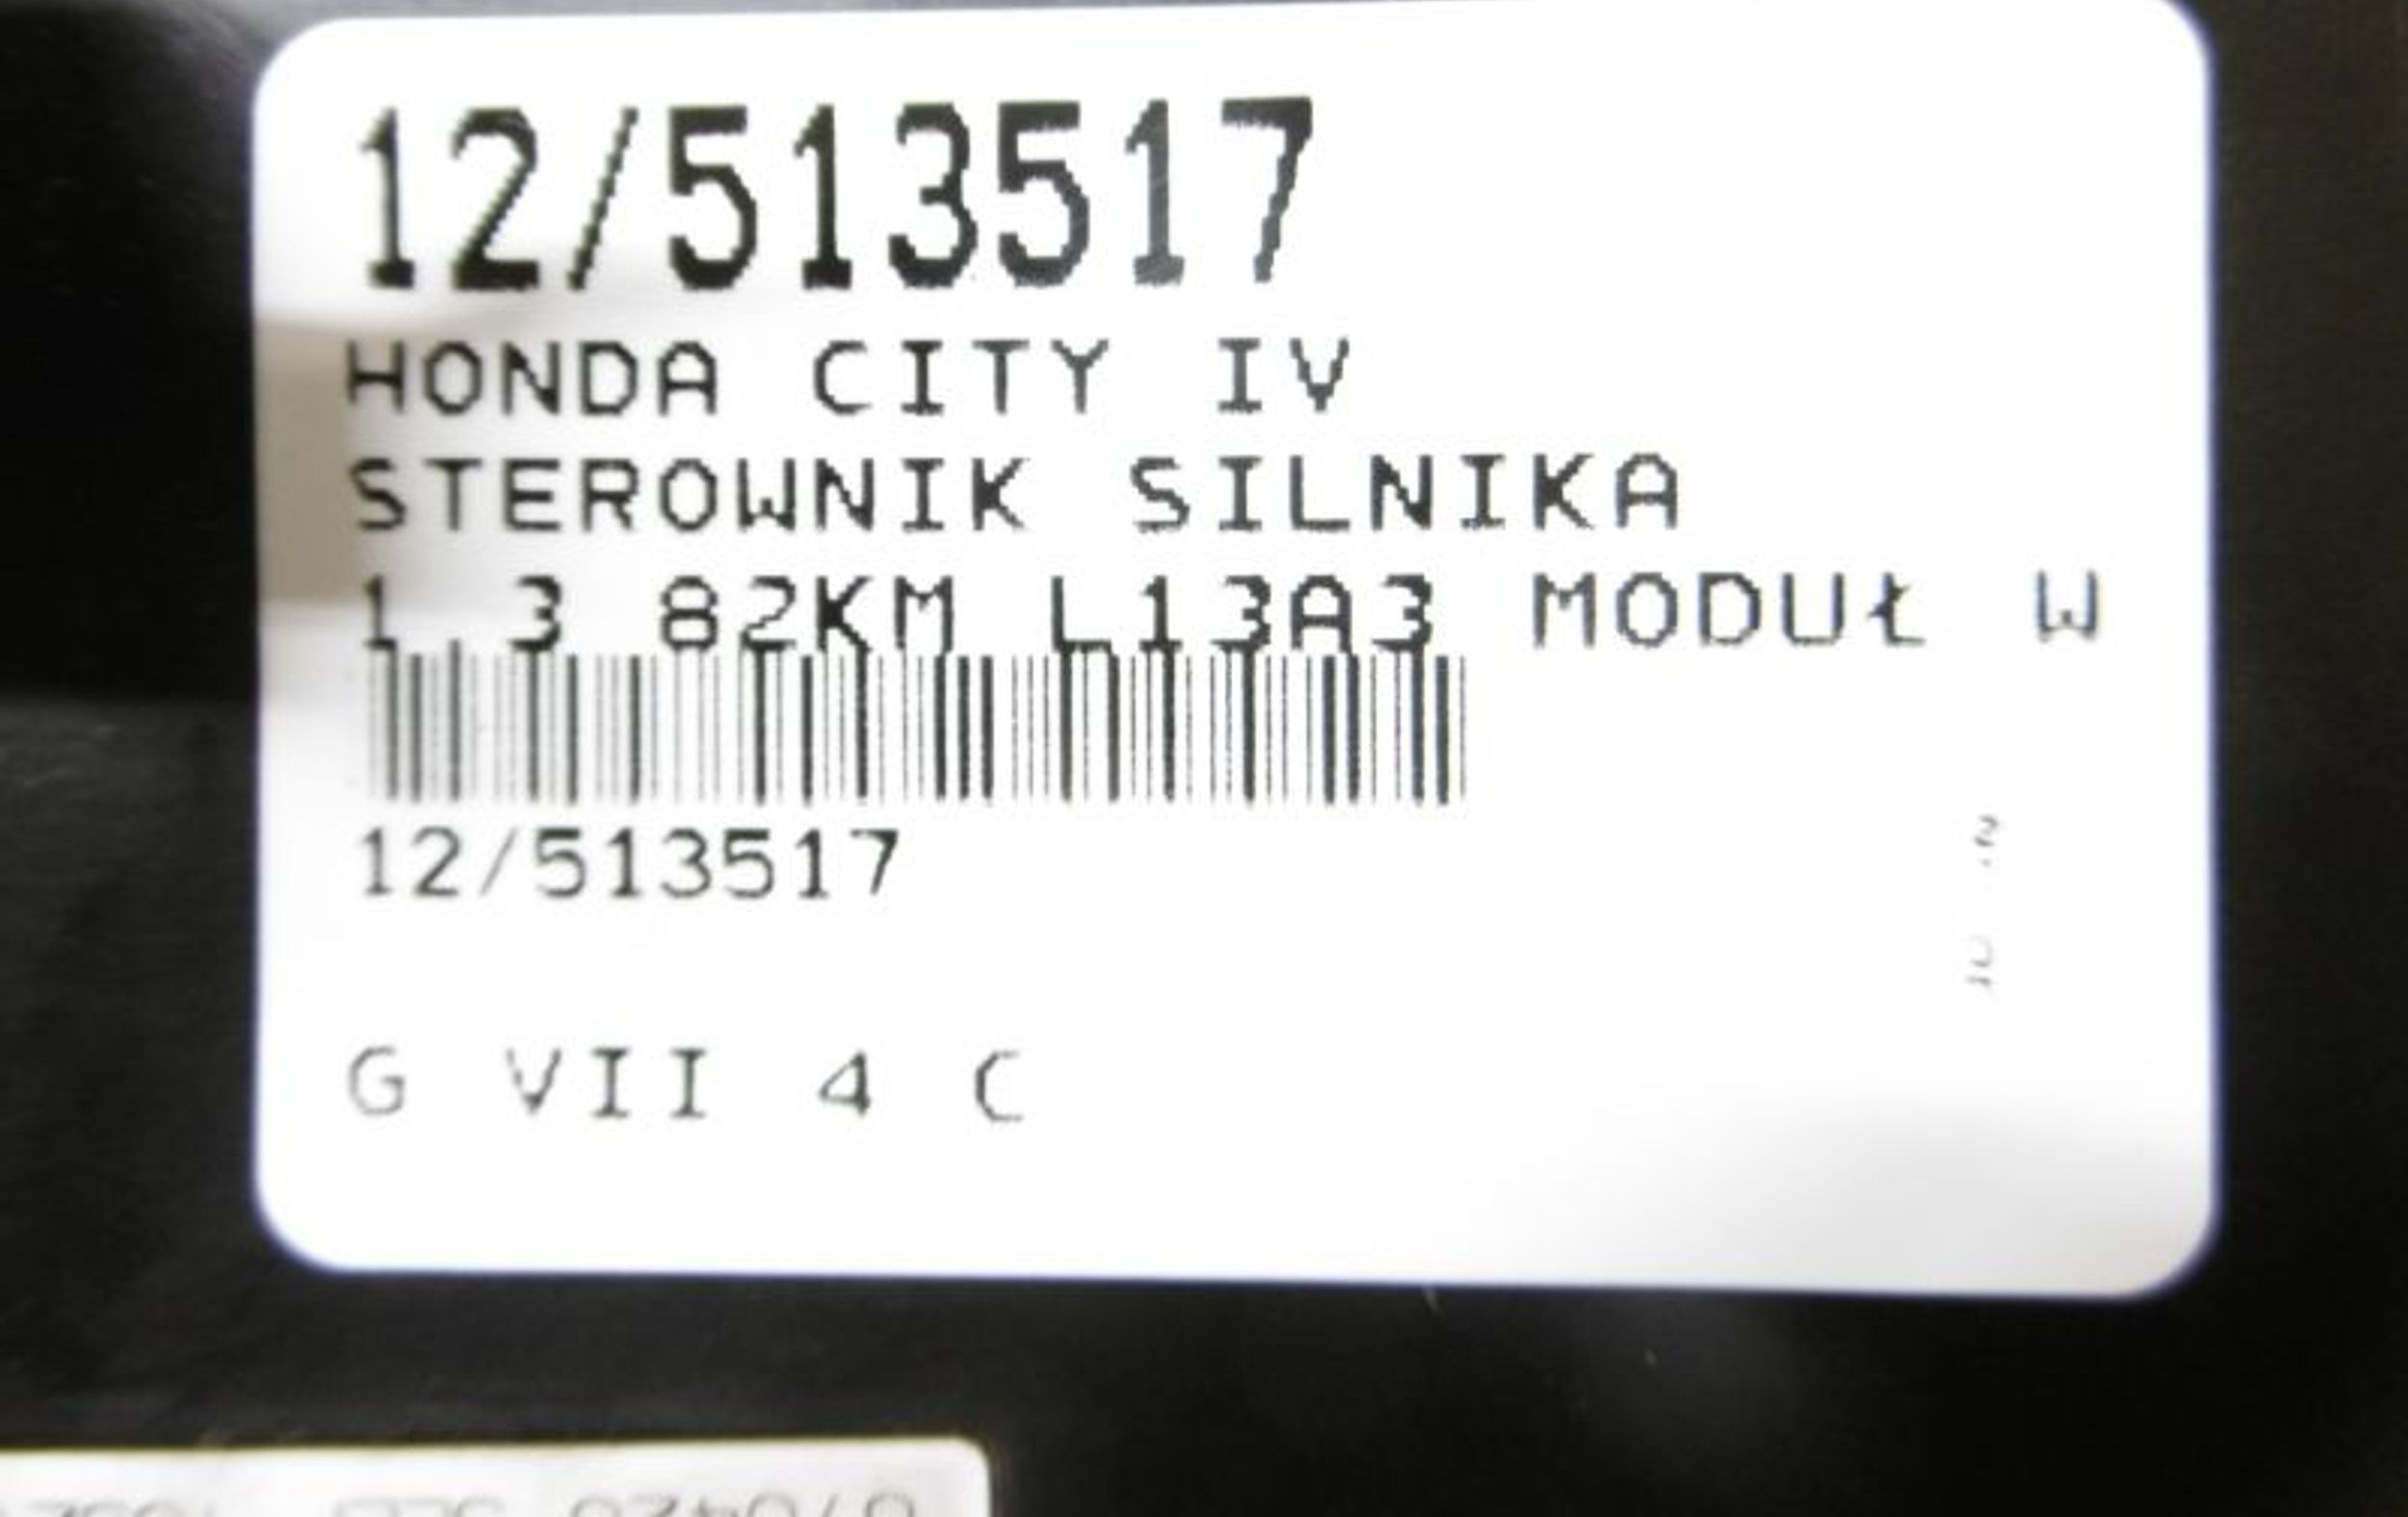 12/513517
HONDA CITY IV
STEROWNIK SILNIKA
1 3 82KM L13A3 MODUŁ W
12/513517
G VII 4 C